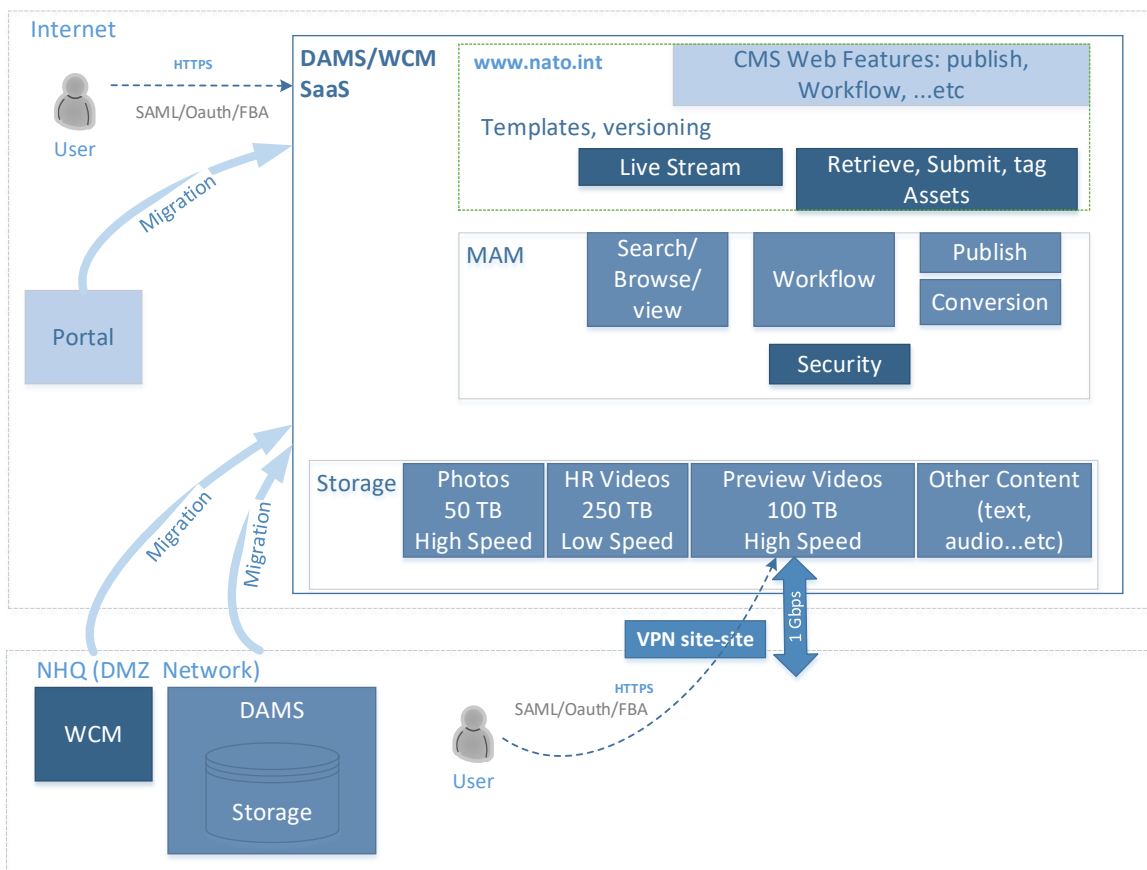 Internet
HTTPS
SAML/Oauth/FBA
User
DAMS/WCM
SaaS
www.nato.int
CMS Web Features: publish,
Workflow, ...etc
Templates, versioning
Live Stream
Retrieve, Submit, tag
Assets
Migration
Portal
MAM
Search/
Browse/
view
Workflow
Publish
Conversion
Security
Migration
Migration
Storage
Photos
50 TB
High Speed
HR Videos
250 TB
Low Speed
Preview Videos
100 TB
High Speed
Other Content
(text,
audio...etc)
1 Gbps
VPN site-site
NHQ (DMZ Network)
WCM
DAMS
Storage
HTTPS
SAML/Oauth/FBA
User